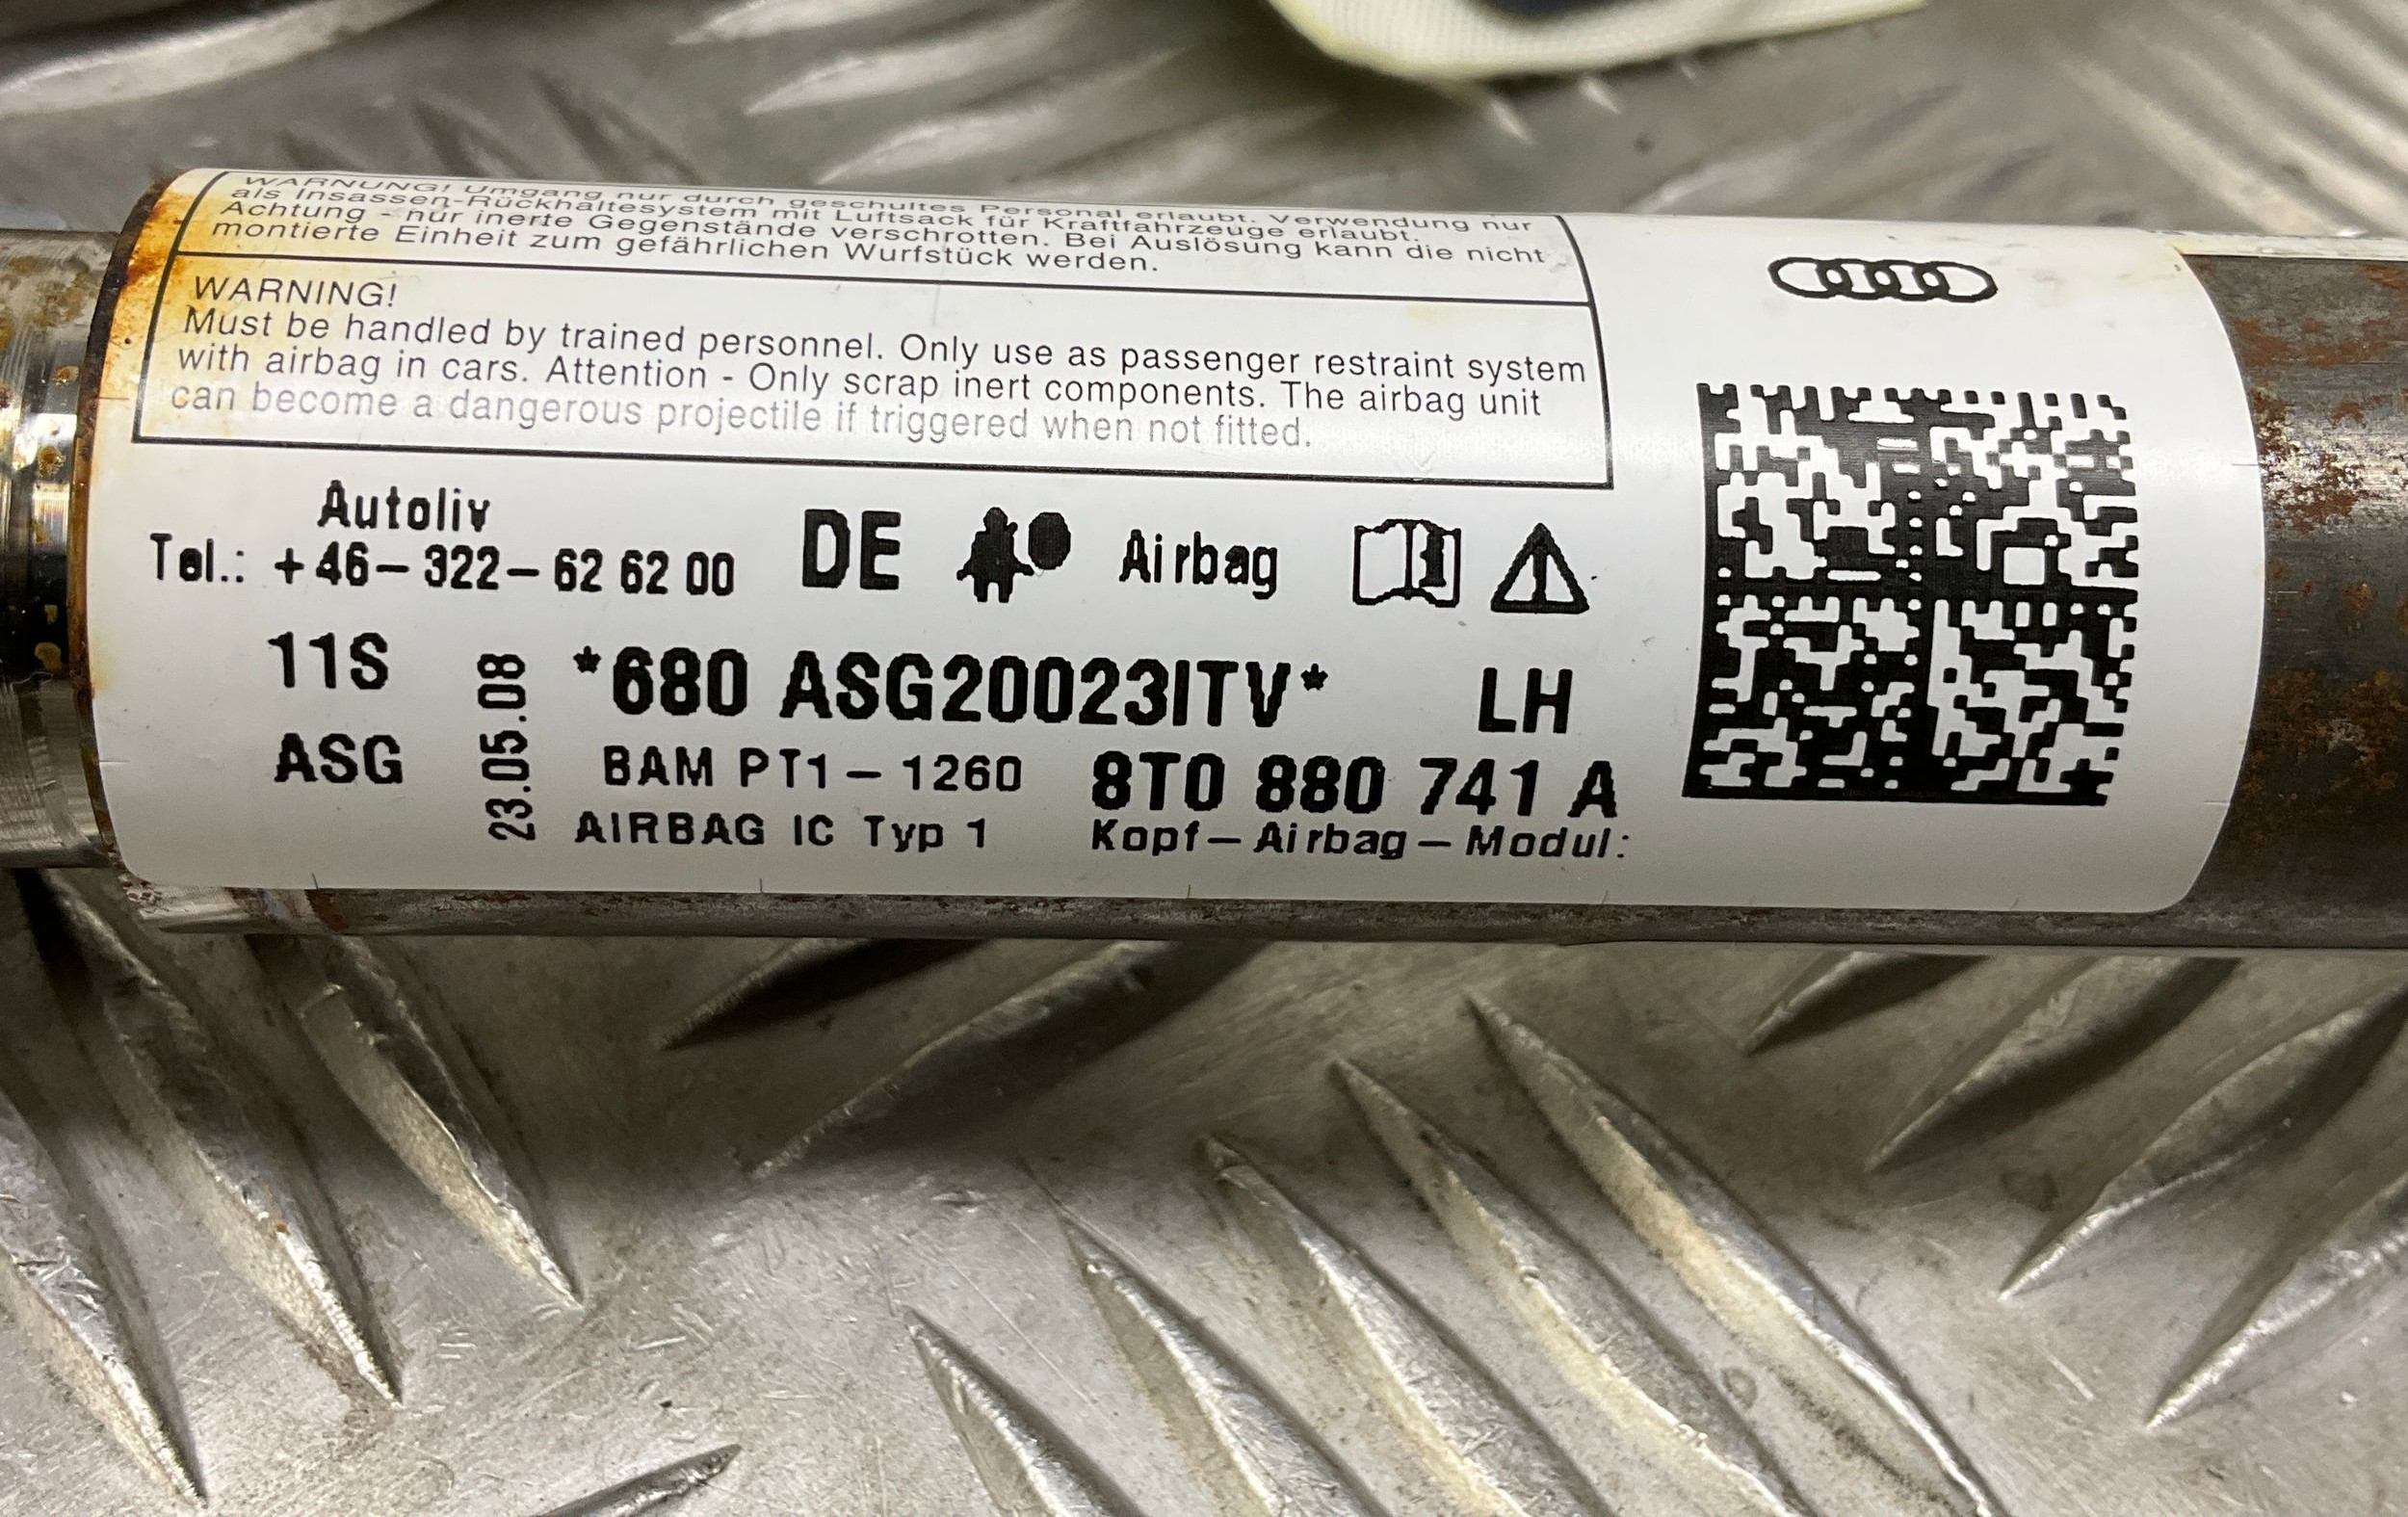 WARNUNG! Umgang nur durch geschultes Personal erlaubt. Verwendung nur
als Insassen-Rückhaltesystem mit Luftsack für Kraftfahrzeuge erlaubt.
Achtung - nur inerte Gegenstände verschrotten. Bei Auslösung kann die nicht
montierte Einheit zum gefährlichen Wurfstück werden.
WARNING!
Must be handled by trained personnel. Only use as passenger restraint system
with airbag in cars. Attention - Only scrap inert components. The airbag unit
can become a dangerous projectile if triggered when not fitted.
Autoliv
Tel.: +46-322-62 62 00
DE
Airbag
11S
ASG
23.05.08
*680 ASG20023ITV*
LH
BAM PT1-1260
8T0 880 741 A
AIRBAG IC Typ 1
Kopf-Airbag-Modul: